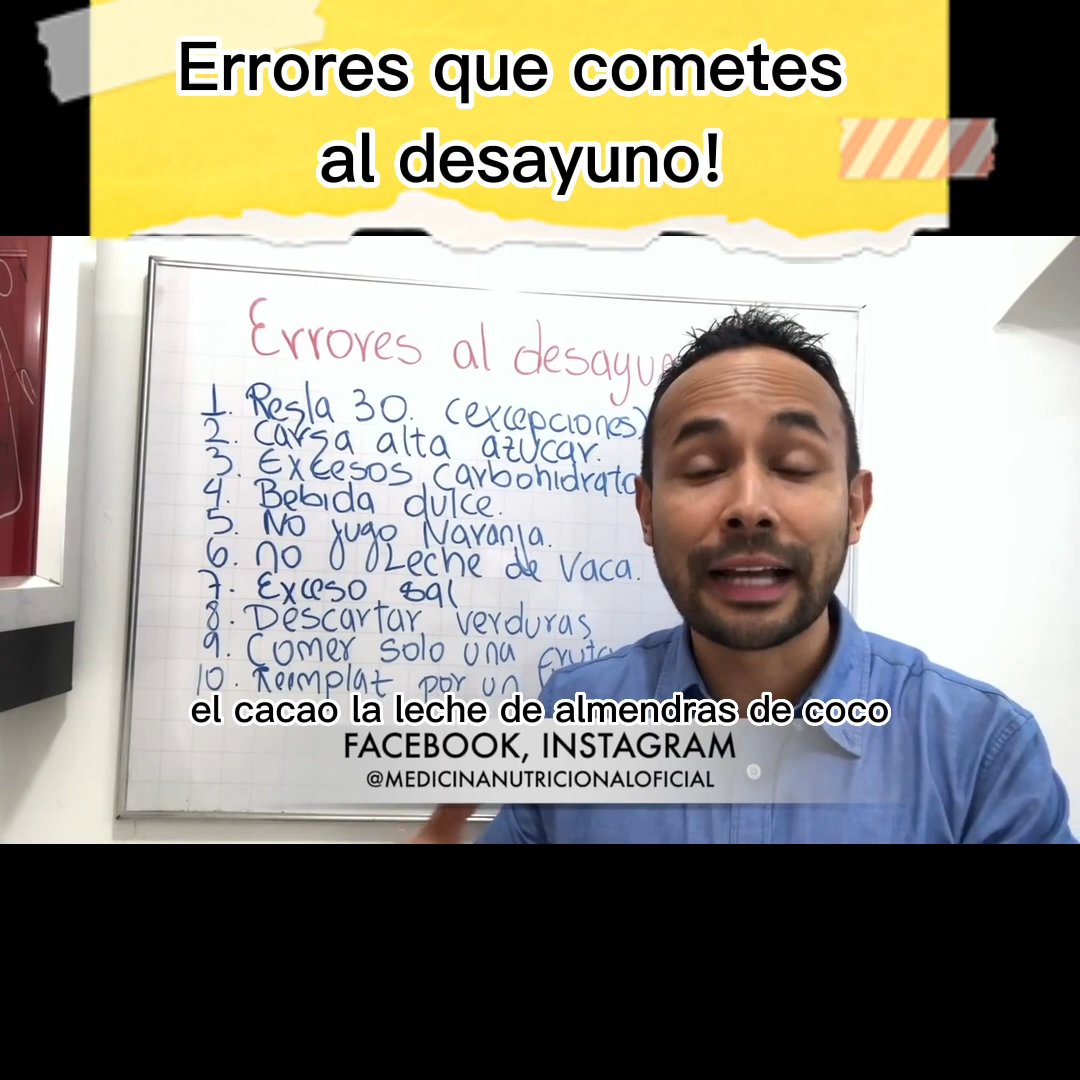 Errores que cometes
al desayuno!
Errores al desayu
1. Regla 30. (excepciones)
2. Carga alta azucar.
3. Excesos carbohidrato
4. Bebida dulce.
5. No jugo Naranja.
6. no Leche de Vaca.
7. Exceso sal
8. Descartar verduras
9. Comer solo una fruta
10. por un
el cacao la leche de almendras de coco
FACEBOOK, INSTAGRAM
@MEDICINANUTRICIONALOFICIAL